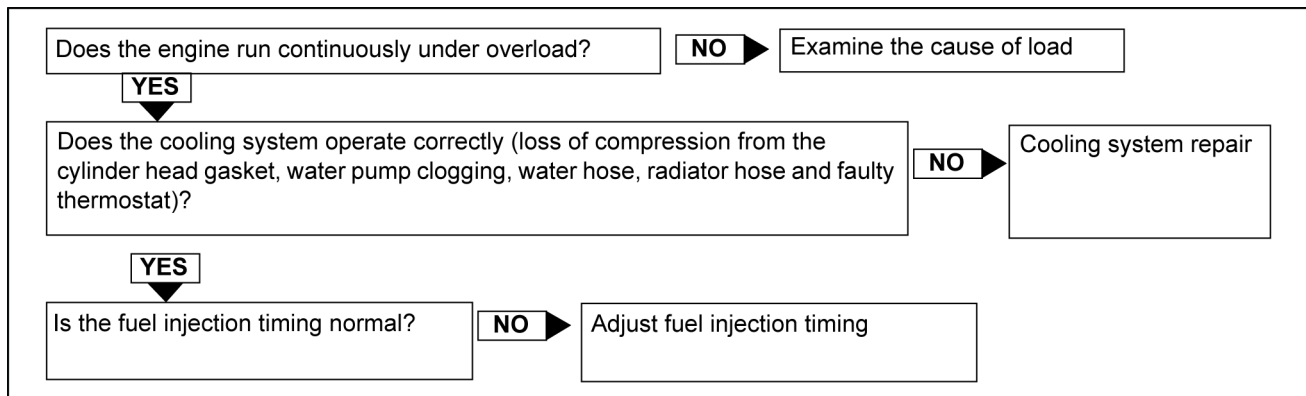 Does the engine run continuously under overload?
NO
Examine the cause of load
YES
Does the cooling system operate correctly (loss of compression from the
cylinder head gasket, water pump clogging, water hose, radiator hose and faulty
thermostat)?
NO
Cooling system repair
YES
Is the fuel injection timing normal?
NO
Adjust fuel injection timing